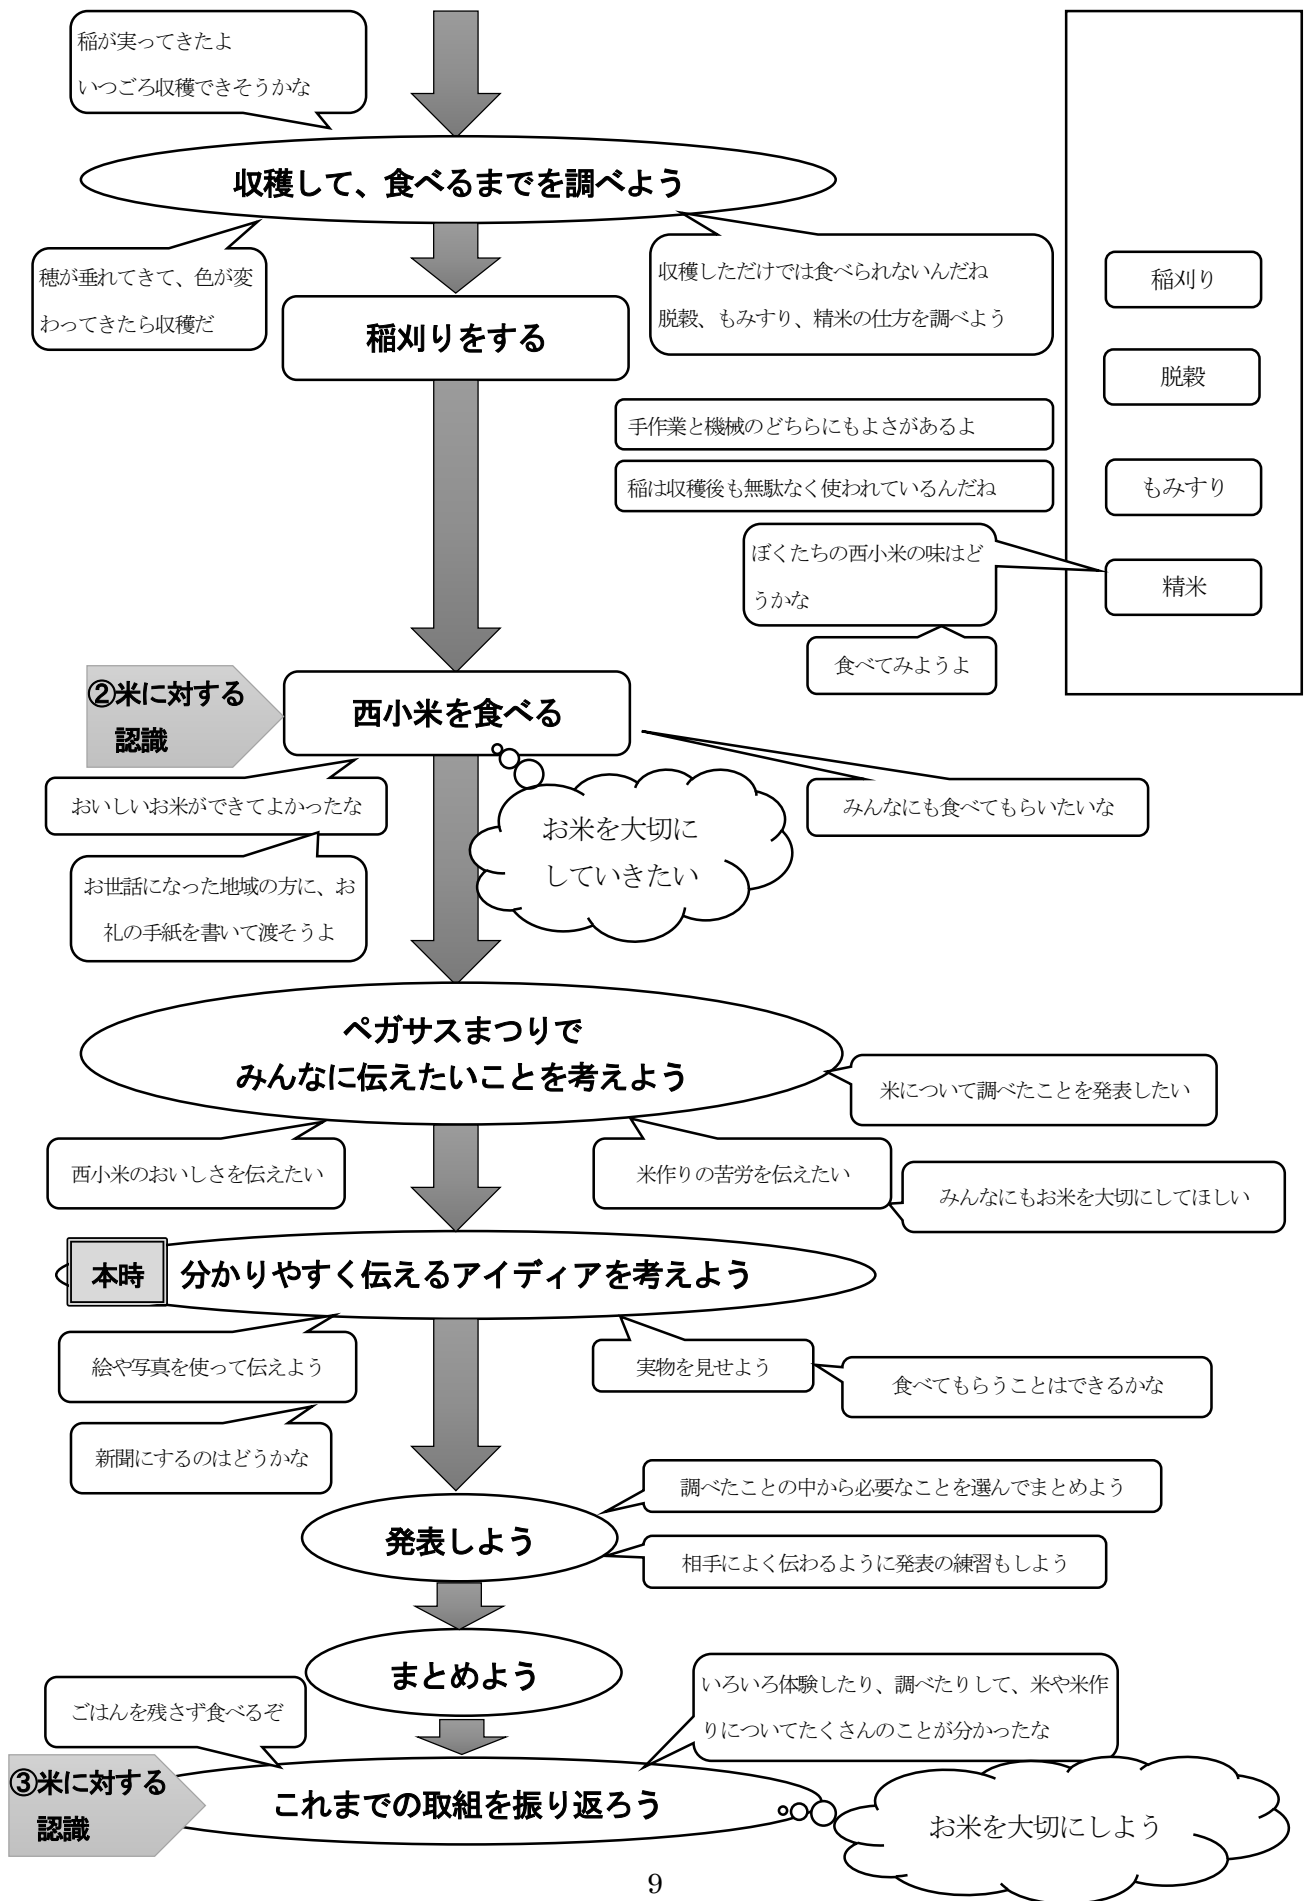 稲が実ってきたよ
いつごろ収穫できそうかな
収穫して、食べるまでを調べよう
穂が垂れてきて、色が変
わってきたら収穫だ
収穫しただけでは食べられないんだね
脱穀、もみすり、精米の仕方を調べよう
稲刈り
稲刈りをする
脱穀
手作業と機械のどちらにもよさがあるよ
稲は収穫後も無駄なく使われているんだね
もみすり
ぼくたちの西小米の味はど
うかな
精米
食べてみようよ
②米に対する
認識
西小米を食べる
おいしいお米ができてよかったな
みんなにも食べてもらいたいな
お米を大切に
していきたい
お世話になった地域の方に、お
礼の手紙を書いて渡そうよ
ペガサスまつりで
みんなに伝えたいことを考えよう
米について調べたことを発表したい
西小米のおいしさを伝えたい
米作りの苦労を伝えたい
みんなにもお米を大切にしてほしい
本時
分かりやすく伝えるアイディアを考えよう
絵や写真を使って伝えよう
実物を見せよう
食べてもらうことはできるかな
新聞にするのはどうかな
調べたことの中から必要なことを選んでまとめよう
発表しよう
相手によく伝わるように発表の練習もしよう
まとめよう
ごはんを残さず食べるぞ
いろいろ体験したり、調べたりして、米や米作
りについてたくさんのことが分かったな
③米に対する
認識
これまでの取組を振り返ろう
お米を大切にしよう
9